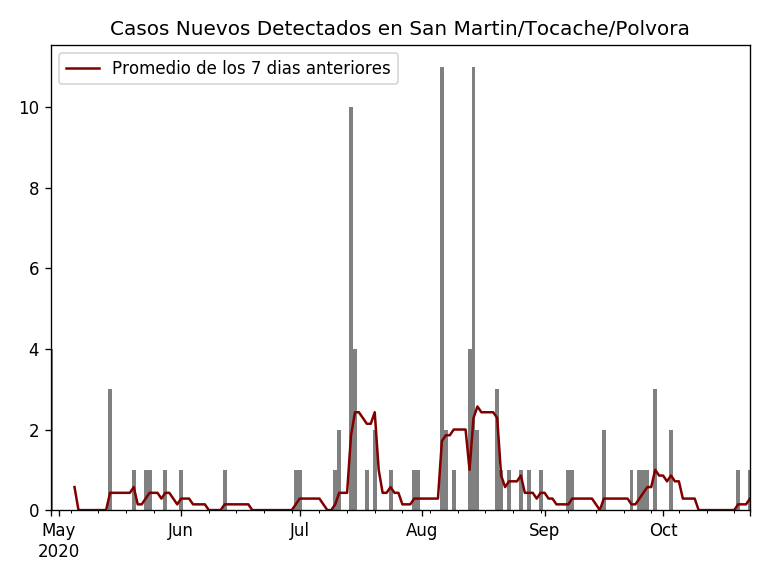 Casos Nuevos Detectados en San Martin/Tocache/Polvora
Promedio de los 7 dias anteriores
10
8
6
4
2
0
May Jun Jul Aug Sep Oct
2020